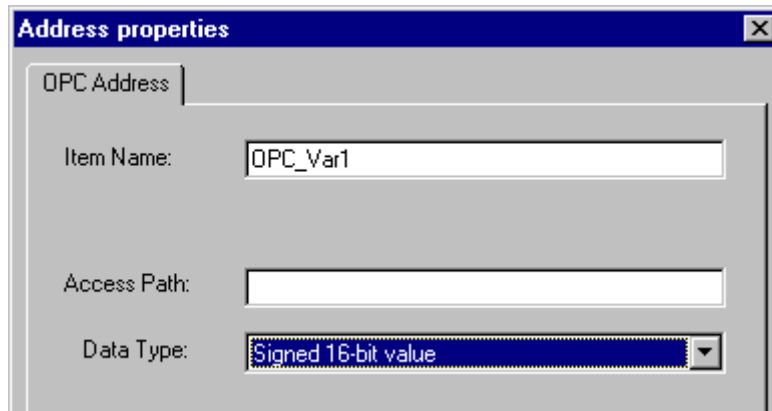 Address properties
OPC Address
Item Name: OPC_Var1
Access Path:
Data Type: Signed 16-bit value